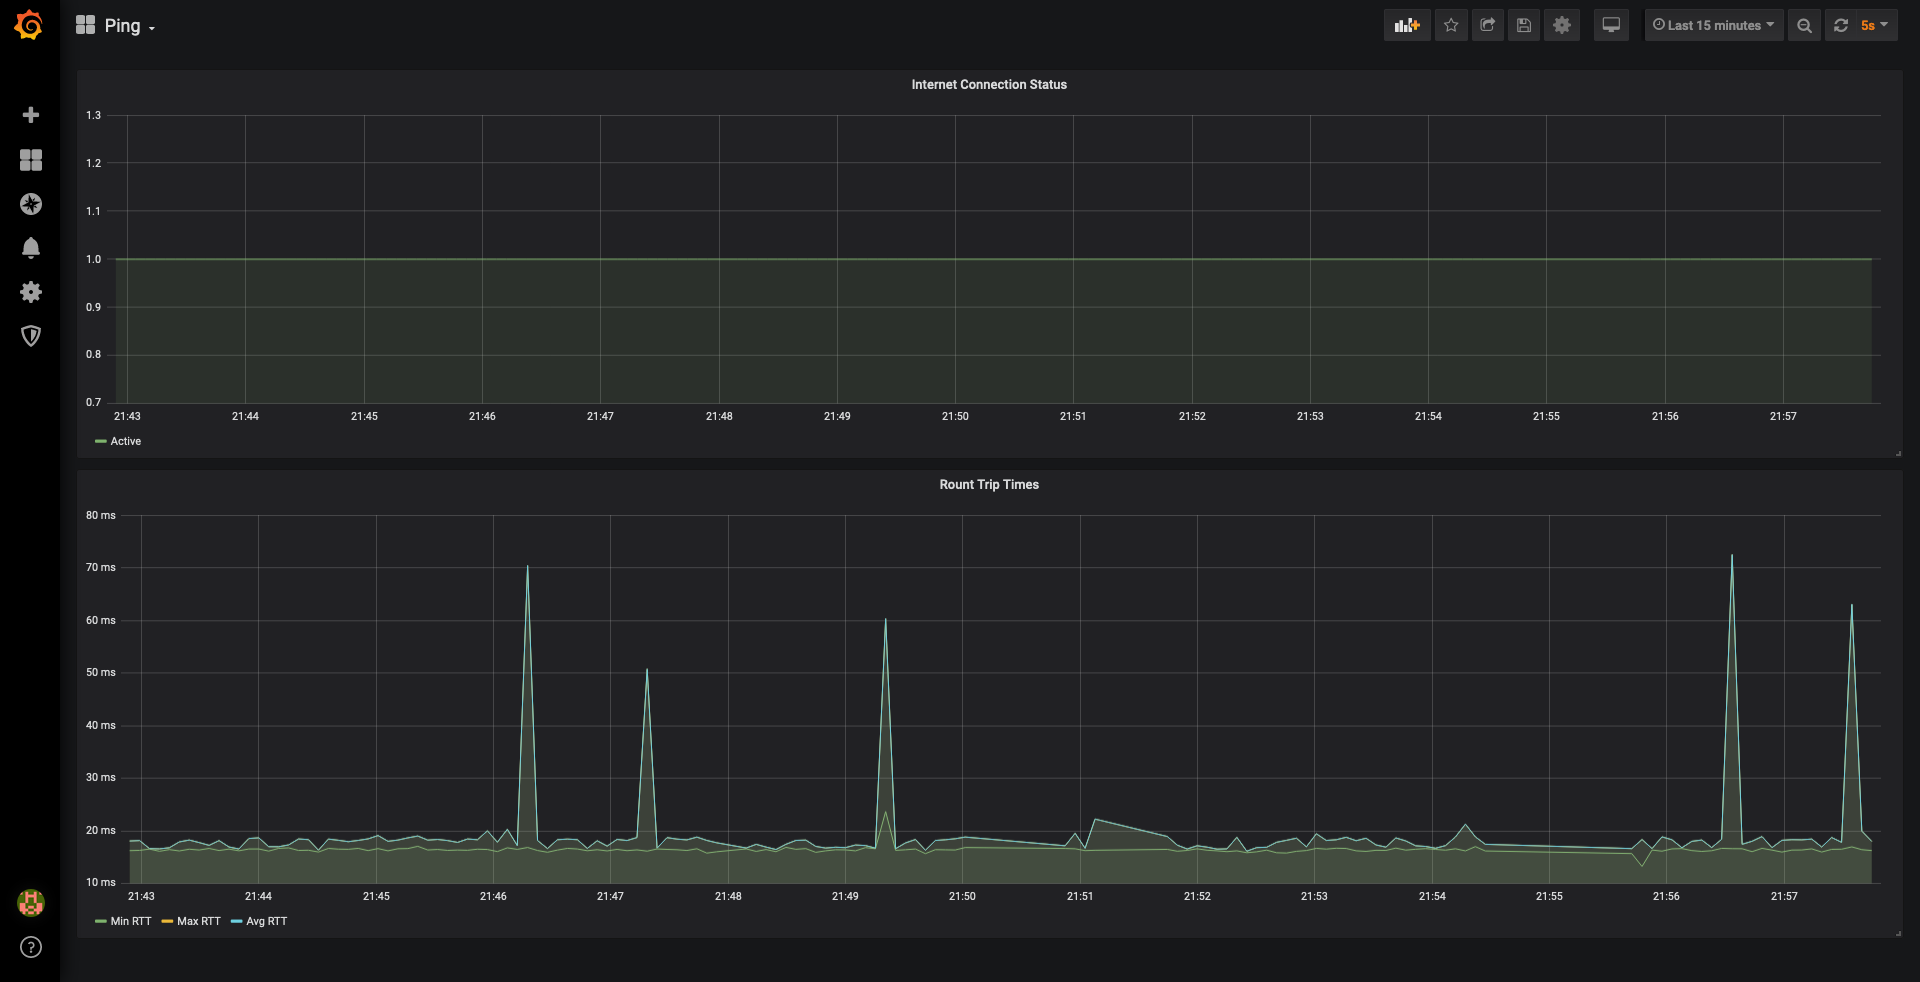 Ping
Last 15 minutes
5s
Internet Connection Status
1.3
1.2
1.1
1.0
0.9
0.8
0.7
21:43 21:44 21:45 21:46 21:47 21:48 21:49 21:50 21:51 21:52 21:53 21:54 21:55 21:56 21:57
Active
Rount Trip Times
80 ms
70 ms
60 ms
50 ms
40 ms
30 ms
20 ms
10 ms
21:43 21:44 21:45 21:46 21:47 21:48 21:49 21:50 21:51 21:52 21:53 21:54 21:55 21:56 21:57
Min RTT Max RTT Avg RTT
?